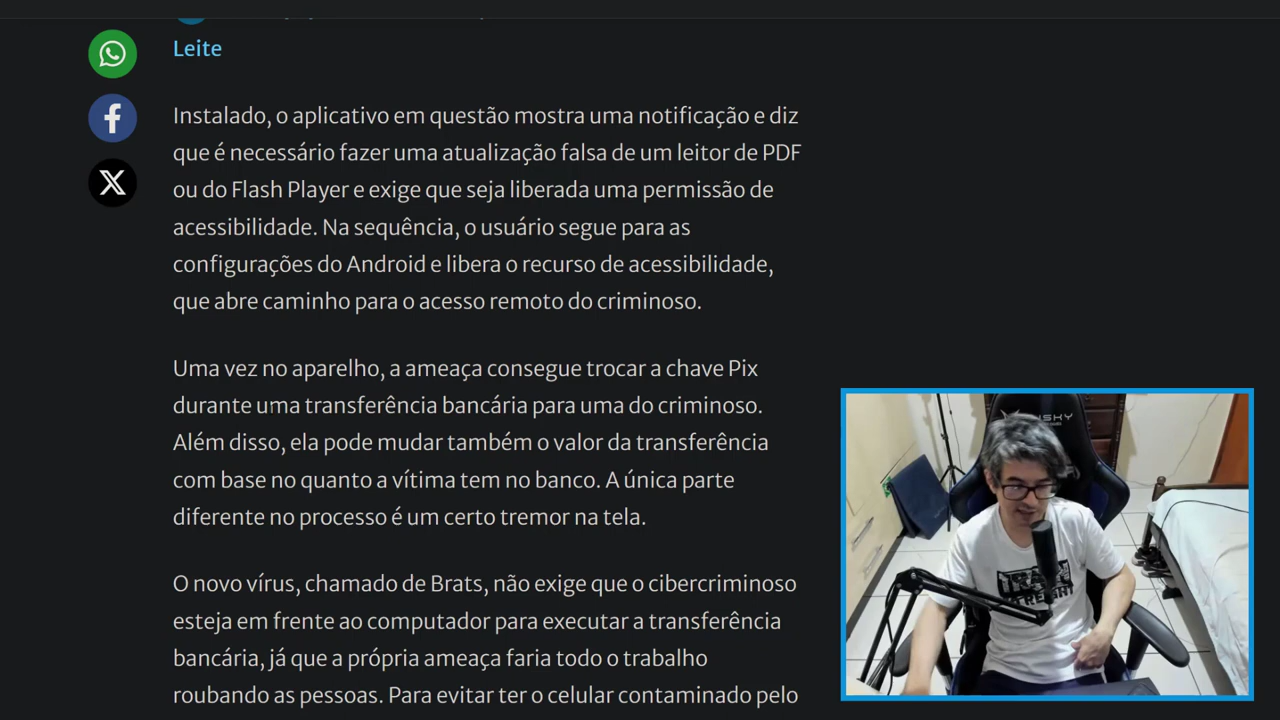 Leite
Instalado, o aplicativo em questão mostra uma notificação e diz
que é necessário fazer uma atualização falsa de um leitor de PDF
ou do Flash Player e exige que seja liberada uma permissão de
acessibilidade. Na sequência, o usuário segue para as
configurações do Android e libera o recurso de acessibilidade,
que abre caminho para o acesso remoto do criminoso.
Uma vez no aparelho, a ameaça consegue trocar a chave Pix
durante uma transferência bancária para uma do criminoso.
Além disso, ela pode mudar também o valor da transferência
com base no quanto a vítima tem no banco. A única parte
diferente no processo é um certo tremor na tela.
O novo vírus, chamado de Brats, não exige que o cibercriminoso
esteja em frente ao computador para executar a transferência
bancária, já que a própria ameaça faria todo o trabalho
roubando as pessoas. Para evitar ter o celular contaminado pelo